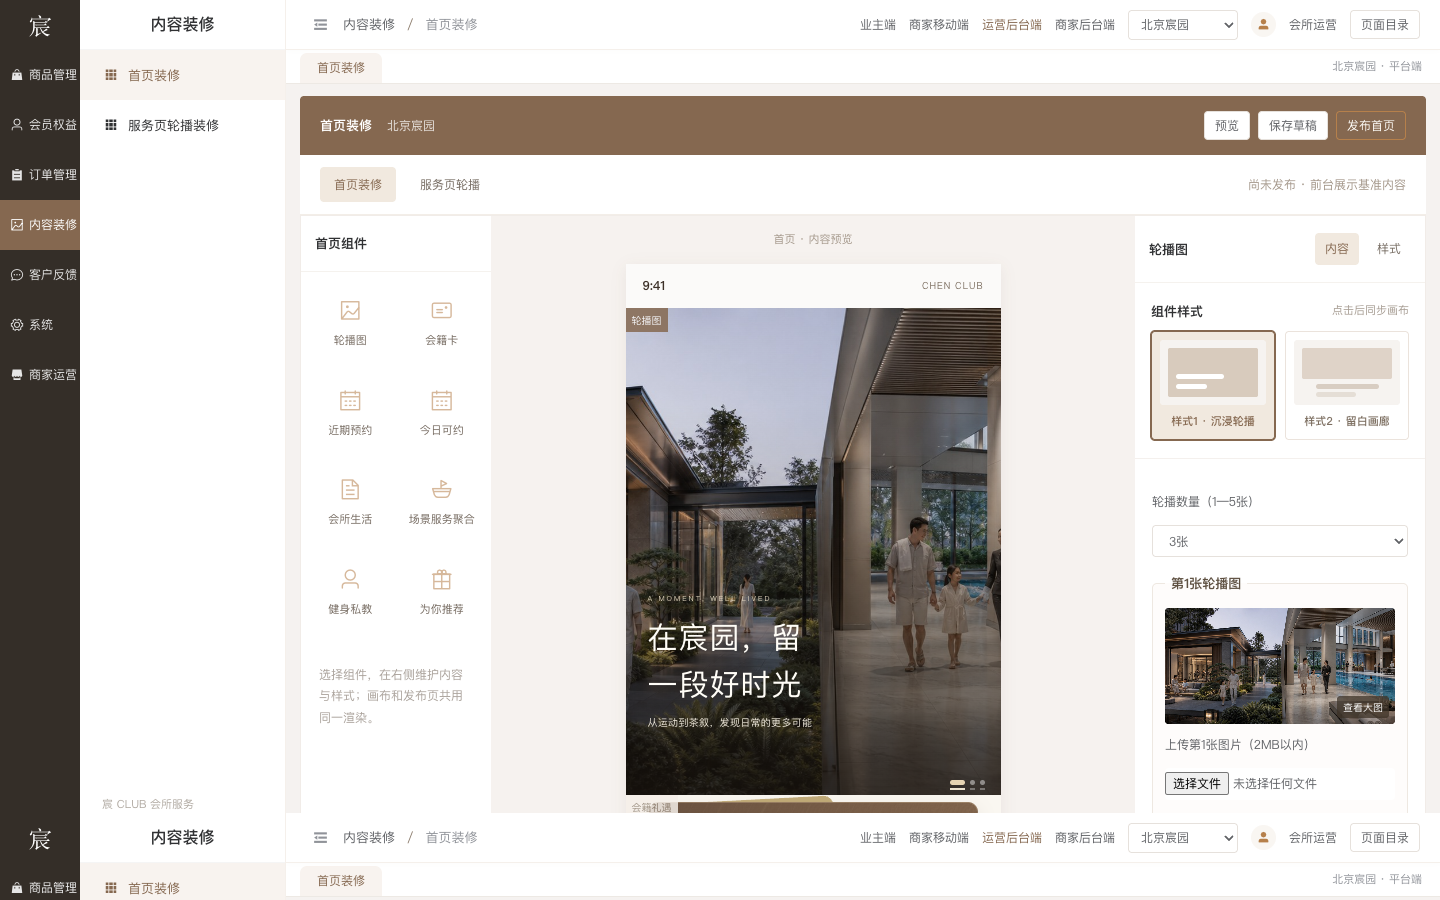 宸
商品管理
会员权益
订单管理
内容装修
客户反馈
系统
商家运营
内容装修
首页装修
服务页轮播装修
宸 CLUB 会所服务
内容装修 / 首页装修
业主端 商家移动端 运营后台端 商家后台端 北京宸园 会所运营 页面目录
首页装修
北京宸园 · 平台端
首页装修 北京宸园
预览 保存草稿 发布首页
首页装修 服务页轮播
尚未发布 · 前台展示基准内容
首页组件
轮播图 会籍卡
近期预约 今日可约
会所生活 场景服务聚合
健身私教 为你推荐
选择组件，在右侧维护内容
与样式；画布和发布页共用
同一渲染。
首页 · 内容预览
9:41 CHEN CLUB
轮播图
A MOMENT, WELL LIVED
在宸园，留
一段好时光
从运动到茶叙，发现日常的更多可能
会籍礼遇
轮播图 内容 样式
组件样式 点击后同步画布
样式1 · 沉浸轮播 样式2 · 留白画廊
轮播数量（1—5张）
3张
第1张轮播图
查看大图
上传第1张图片（2MB以内）
选择文件 未选择任何文件
宸
商品管理
内容装修
首页装修
内容装修 / 首页装修
业主端 商家移动端 运营后台端 商家后台端 北京宸园 会所运营 页面目录
首页装修
北京宸园 · 平台端